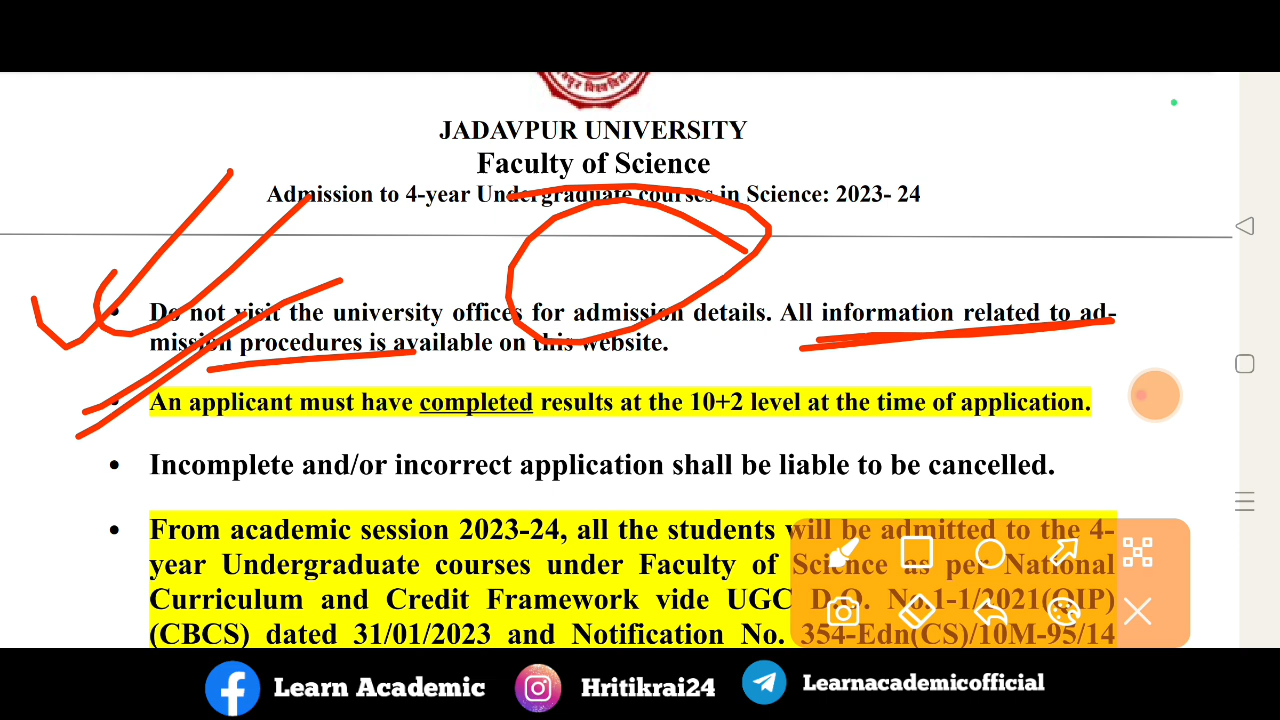 JADAVPUR UNIVERSITY
Faculty of Science
Admission to 4-year Undergraduate courses in Science: 2023- 24
• Do not visit the university offices for admission details. All information related to ad-
mission procedures is available on this website.
• An applicant must have completed results at the 10+2 level at the time of application.
• Incomplete and/or incorrect application shall be liable to be cancelled.
• From academic session 2023-24, all the students will be admitted to the 4-
year Undergraduate courses under Faculty of Science as per National
Curriculum and Credit Framework vide UGC D.O. No.1-1/2021(QIP)
(CBCS) dated 31/01/2023 and Notification No. 354-Edn(CS)/10M-95/14
Learn Academic
Hritikrai24
Learnacademicofficial